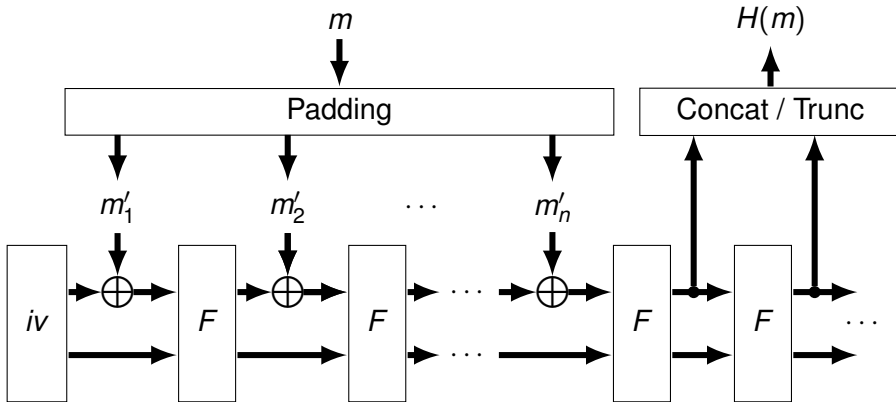 m
H(m)
Padding
Concat / Trunc
m′₁
m′₂
···
m′ₙ
iv
F
F
···
···
F
F
···